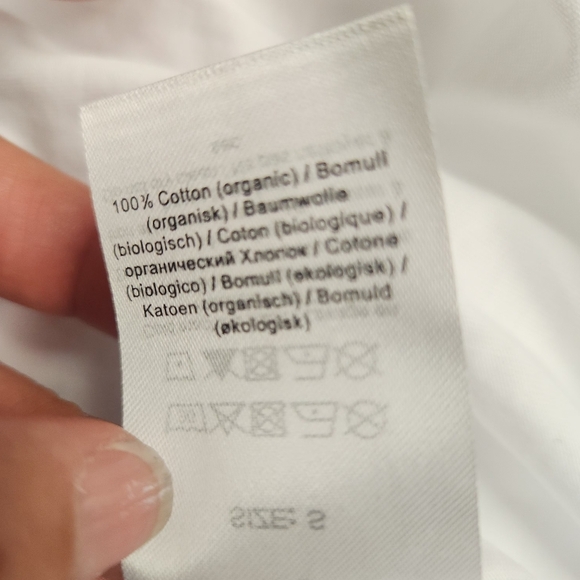 100% Cotton (organic) / Bomull
(organisk) / Baumwolle
(biologisch) / Coton (biologique) /
органический Хлопок / Cotone
(biologico) / Bomull (ekologisk) /
Katoen (organisch) / Bomuld
(økologisk)
SIZE: S